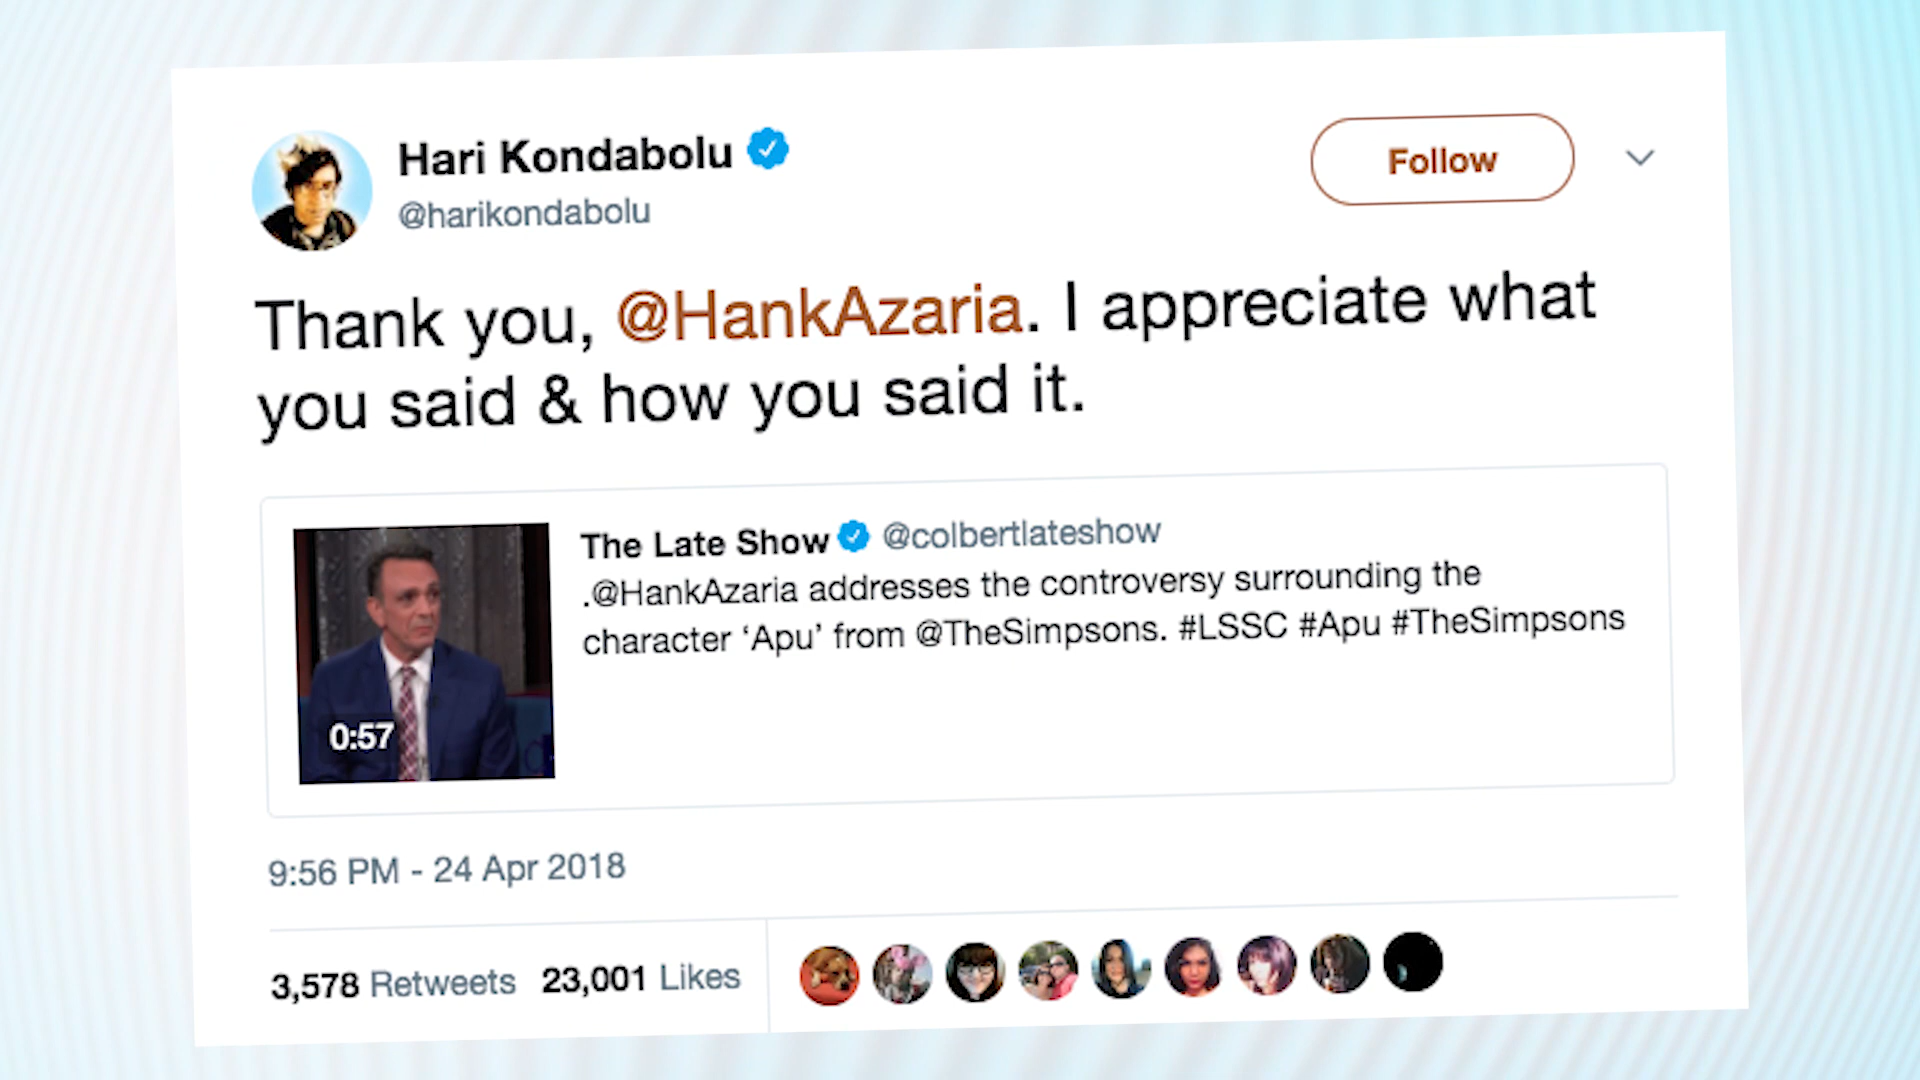 Hari Kondabolu
@harikondabolu
Follow
Thank you, @HankAzaria. I appreciate what
you said & how you said it.
The Late Show @colbertlateshow
.@HankAzaria addresses the controversy surrounding the
character ‘Apu’ from @TheSimpsons. #LSSC #Apu #TheSimpsons
0:57
9:56 PM - 24 Apr 2018
3,578 Retweets 23,001 Likes